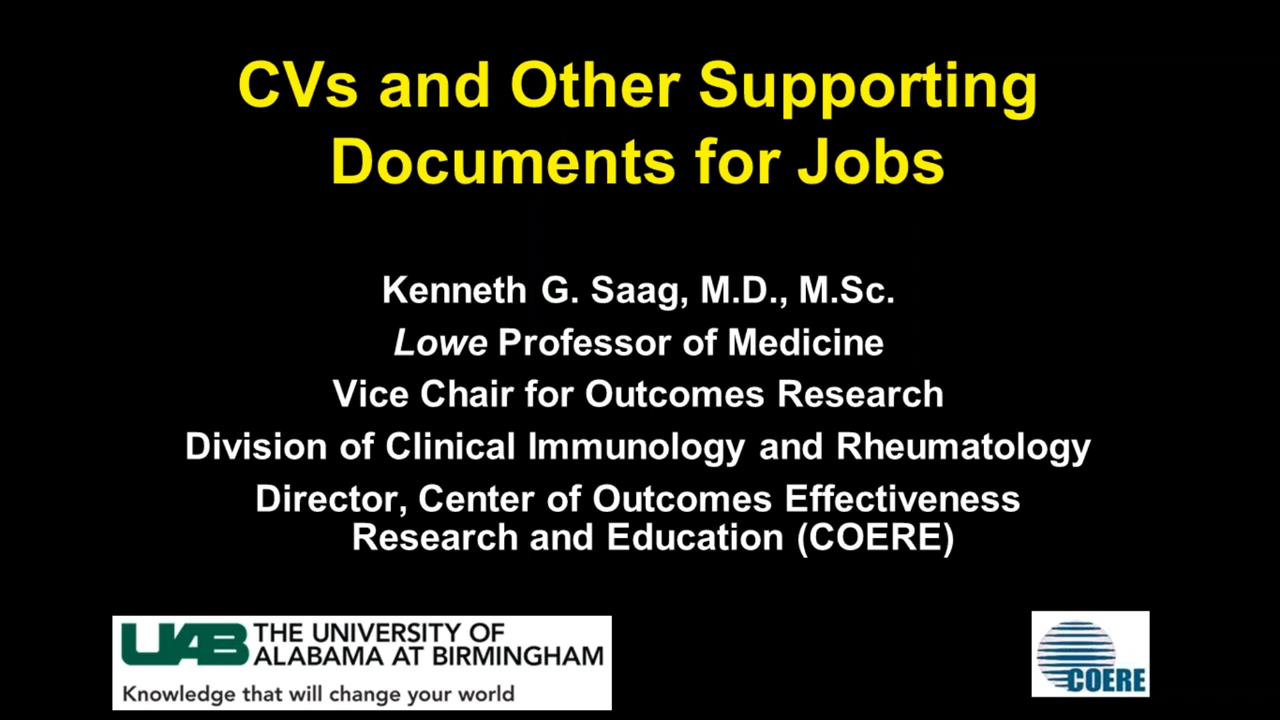 CVs and Other Supporting
Documents for Jobs
Kenneth G. Saag, M.D., M.Sc.
Lowe Professor of Medicine
Vice Chair for Outcomes Research
Division of Clinical Immunology and Rheumatology
Director, Center of Outcomes Effectiveness
Research and Education (COERE)
UAB THE UNIVERSITY OF
ALABAMA AT BIRMINGHAM
Knowledge that will change your world
COERE